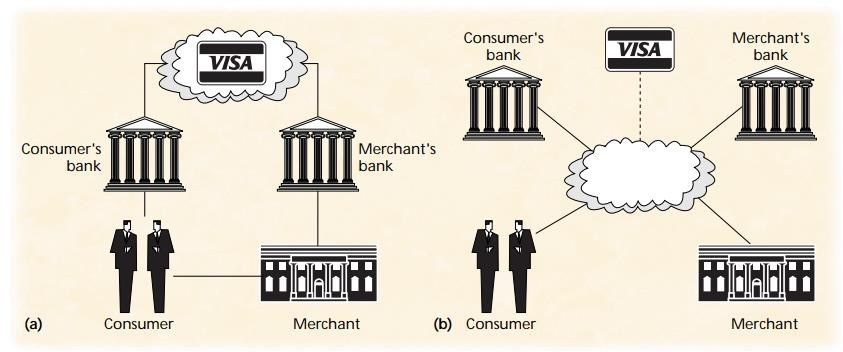 VISA
Consumer's
bank
Merchant's
bank
(a)
Consumer
Merchant
Consumer's
bank
VISA
Merchant's
bank
(b)
Consumer
Merchant